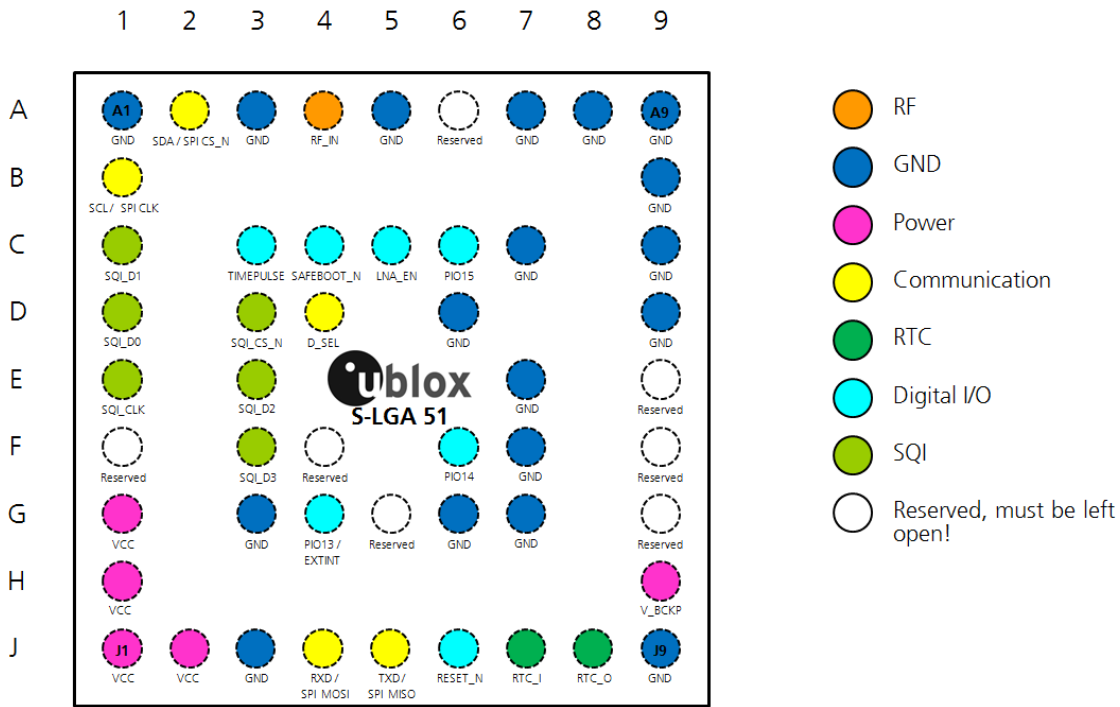 1 2 3 4 5 6 7 8 9
A
A1 A9
GND SDA / SPI CS_N GND RF_IN GND Reserved GND GND GND
B
SCL / SPI CLK GND
C
SQI_D1 TIMEPULSE SAFEBOOT_N LNA_EN PIO15 GND GND
D
SQI_D0 SQI_CS_N D_SEL GND GND
E
ublox
SQI_CLK SQI_D2 GND Reserved
S-LGA 51
F
Reserved SQI_D3 Reserved PIO14 GND Reserved
G
VCC GND PIO13 / Reserved GND GND Reserved
EXTINT
H
VCC V_BCKP
J
J1 J9
VCC VCC GND RXD / TXD / RESET_N RTC_I RTC_O GND
SPI MOSI SPI MISO
RF
GND
Power
Communication
RTC
Digital I/O
SQI
Reserved, must be left
open!